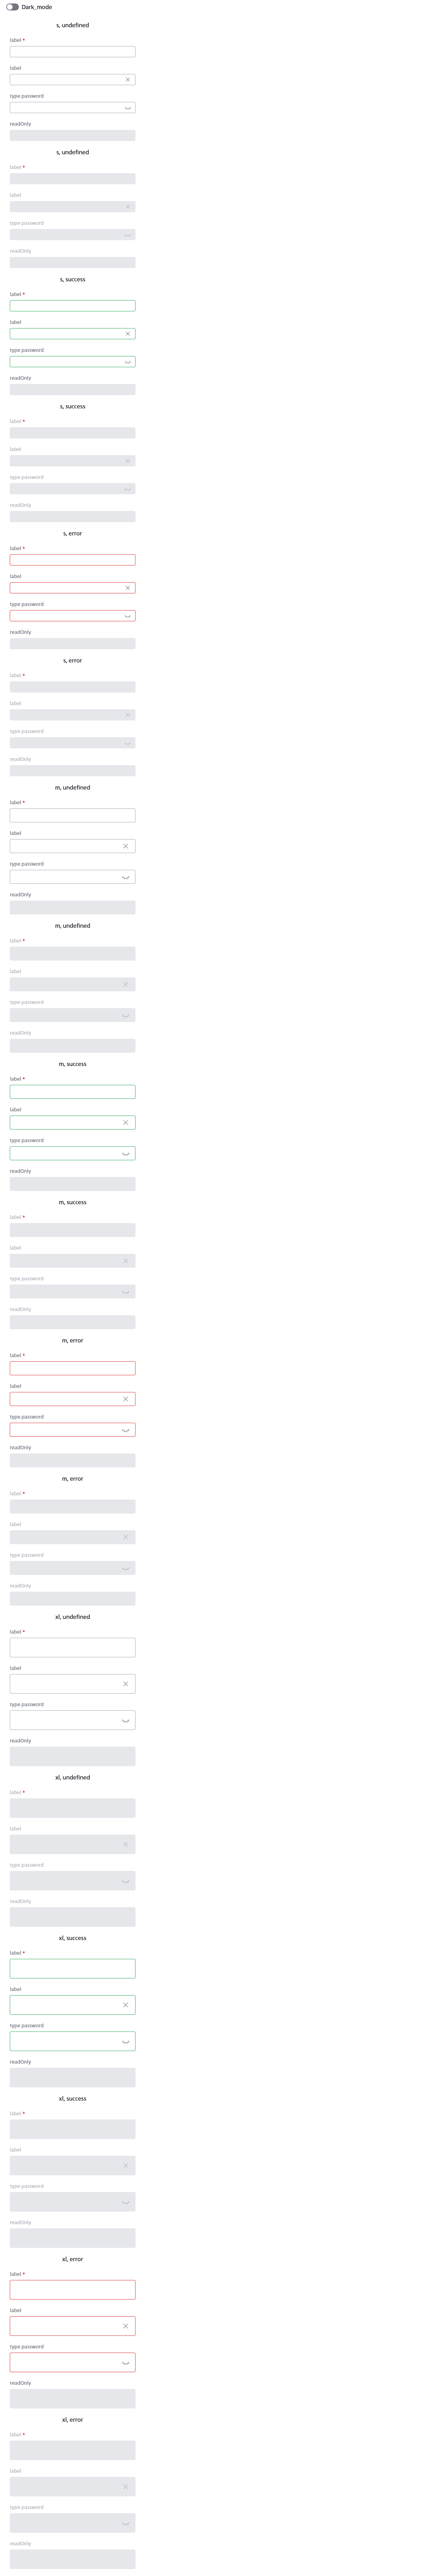 Dark_mode
s, undefined
label *
label
type password
readOnly
s, undefined
label *
label
type password
readOnly
s, success
label *
label
type password
readOnly
s, success
label *
label
type password
readOnly
s, error
label *
label
type password
readOnly
s, error
label *
label
type password
readOnly
m, undefined
label *
label
type password
readOnly
m, undefined
label *
label
type password
readOnly
m, success
label *
label
type password
readOnly
m, success
label *
label
type password
readOnly
m, error
label *
label
type password
readOnly
m, error
label *
label
type password
readOnly
xl, undefined
label *
label
type password
readOnly
xl, undefined
label *
label
type password
readOnly
xl, success
label *
label
type password
readOnly
xl, success
label *
label
type password
readOnly
xl, error
label *
label
type password
readOnly
xl, error
label *
label
type password
readOnly